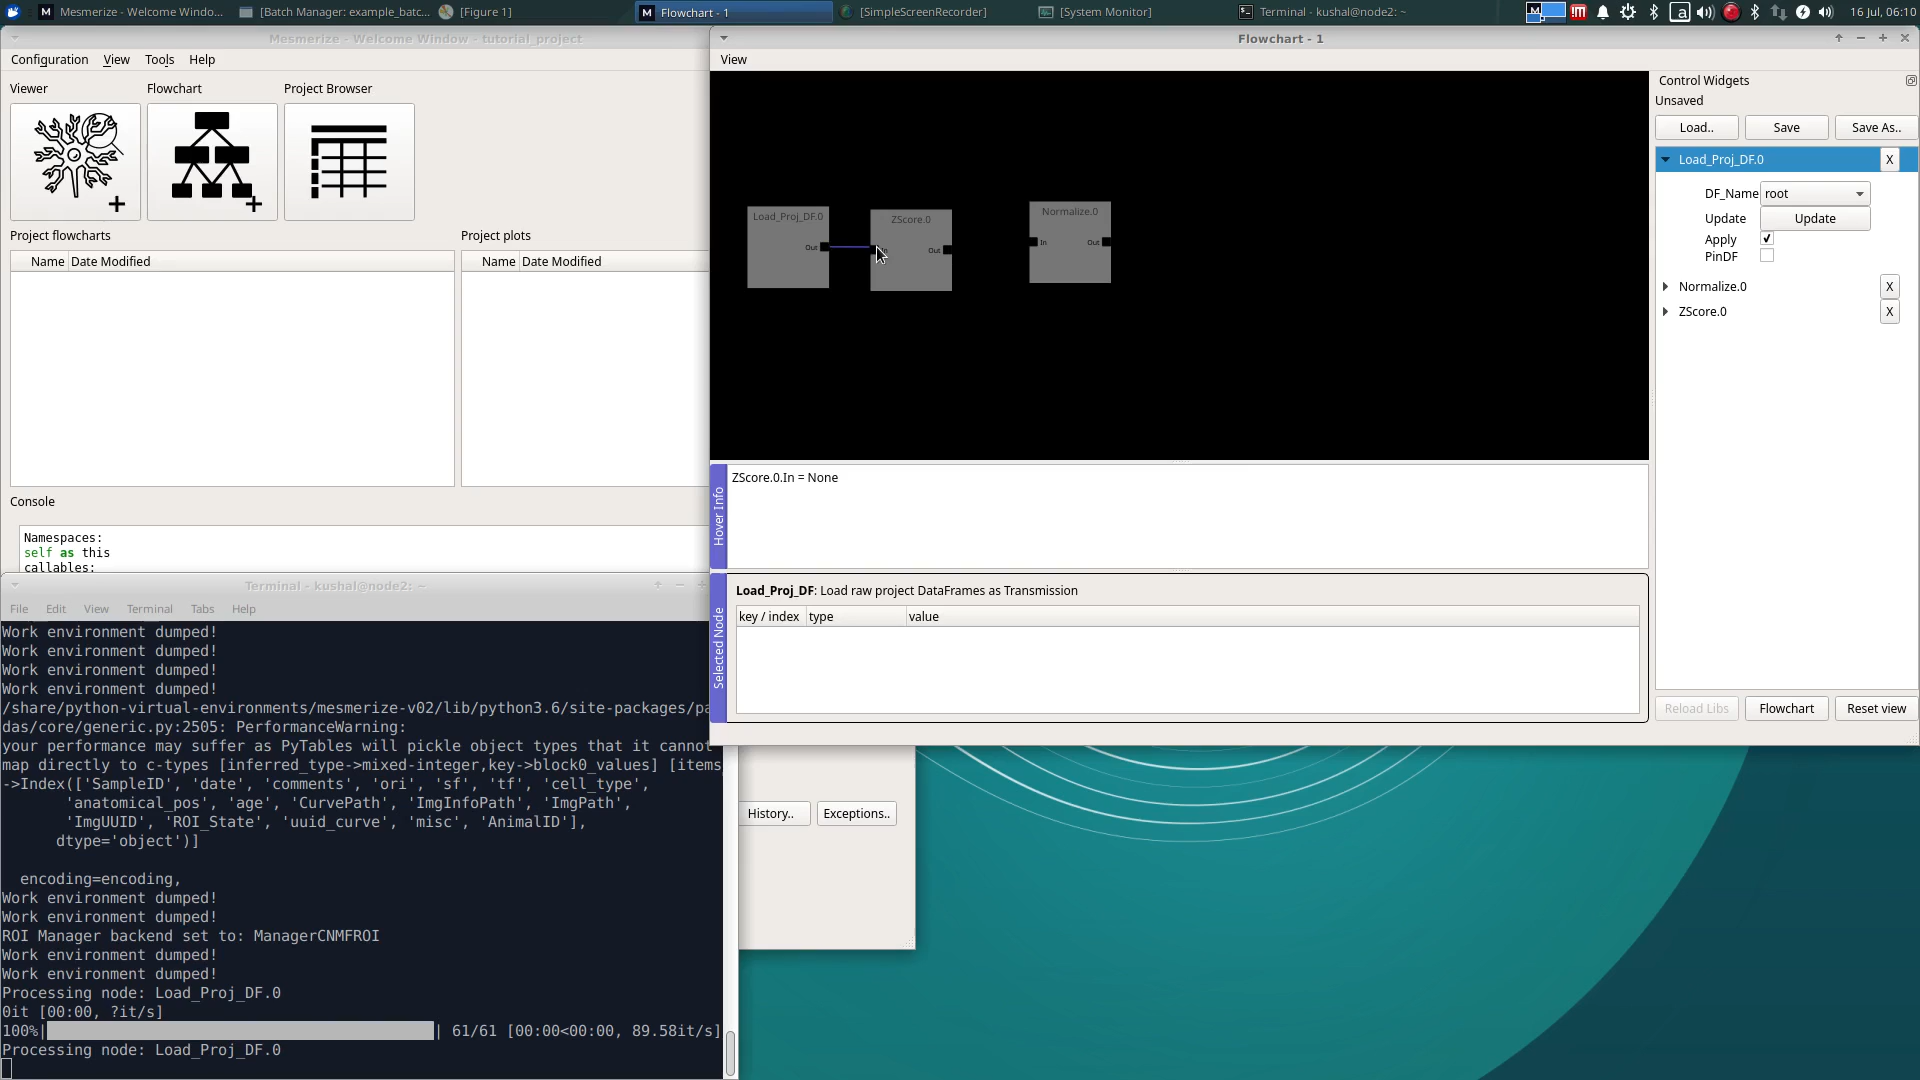 Mesmerize - Welcome Windo...
[Batch Manager: example_batc...
[Figure 1]
Flowchart - 1
[SimpleScreenRecorder]
[System Monitor]
Terminal - kushal@node2: ~
16 Jul, 06:10
Mesmerize - Welcome Window - tutorial_project
Configuration View Tools Help
Viewer
Flowchart
Project Browser
Project flowcharts
Project plots
Name Date Modified
Name Date Modified
Console
Namespaces:
self as this
callables:
Flowchart - 1
View
Load_Proj_DF.0
Out
ZScore.0
In
Out
Normalize.0
In
Out
Hover Info
ZScore.0.In = None
Selected Node
Load_Proj_DF: Load raw project DataFrames as Transmission
key / index type value
Control Widgets
Unsaved
Load.. Save Save As..
Load_Proj_DF.0 X
DF_Name root
Update Update
Apply
PinDF
Normalize.0 X
ZScore.0 X
Reload Libs Flowchart Reset view
Terminal - kushal@node2: ~
File Edit View Terminal Tabs Help
Work environment dumped!
Work environment dumped!
Work environment dumped!
Work environment dumped!
/share/python-virtual-environments/mesmerize-v02/lib/python3.6/site-packages/pa
das/core/generic.py:2505: PerformanceWarning:
your performance may suffer as PyTables will pickle object types that it cannot
map directly to c-types [inferred_type->mixed-integer,key->block0_values] [items
->Index(['SampleID', 'date', 'comments', 'ori', 'sf', 'tf', 'cell_type',
'anatomical_pos', 'age', 'CurvePath', 'ImgInfoPath', 'ImgPath',
'ImgUUID', 'ROI_State', 'uuid_curve', 'misc', 'AnimalID'],
dtype='object')]
encoding=encoding,
Work environment dumped!
Work environment dumped!
ROI Manager backend set to: ManagerCNMFROI
Work environment dumped!
Work environment dumped!
Processing node: Load_Proj_DF.0
0it [00:00, ?it/s]
100%| | 61/61 [00:00<00:00, 89.58it/s]
Processing node: Load_Proj_DF.0
History.. Exceptions..